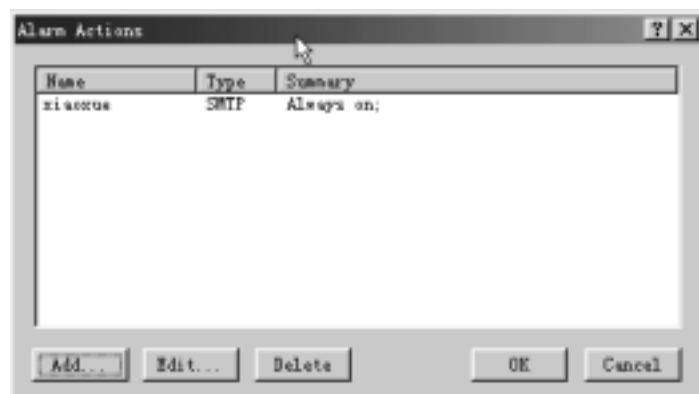 Alarm Actions
Name Type Summary
xiaoxue SMTP Always on;
Add... Edit... Delete OK Cancel